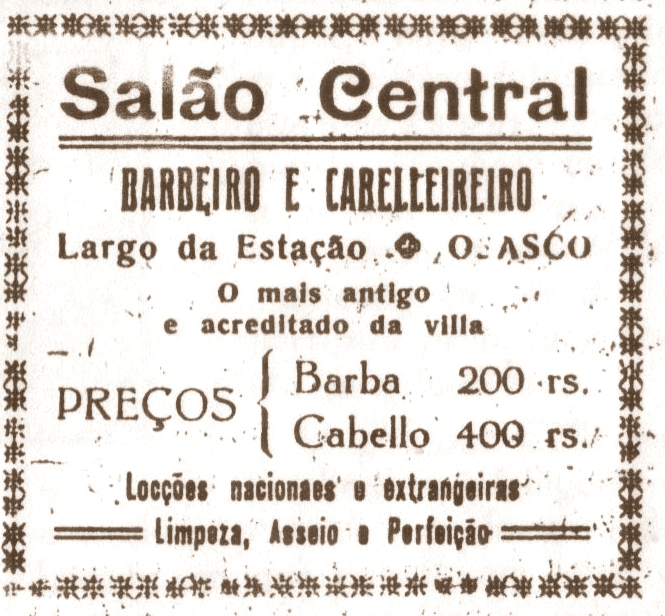 Salão Central
BARBEIRO E CABELLEIREIRO
Largo da Estação OSASCO
O mais antigo
e acreditado da villa
PREÇOS
Barba 200 rs.
Cabello 400 rs.
Locções nacionaes e extrangeiras
Limpeza, Asseio e Perfeição